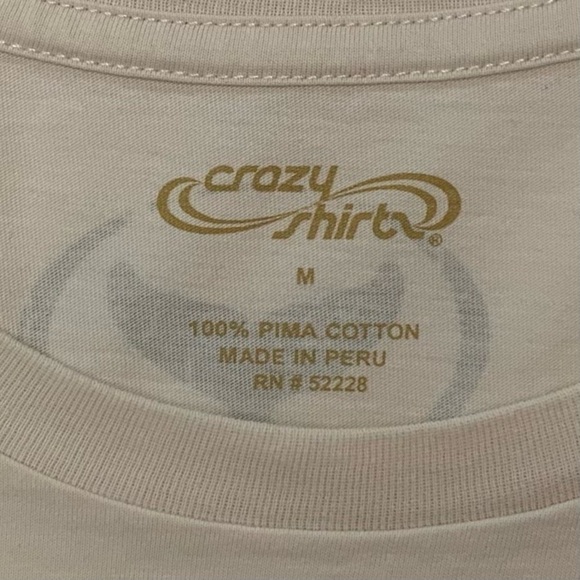 crazy
shirts®
M
100% PIMA COTTON
MADE IN PERU
RN # 52228